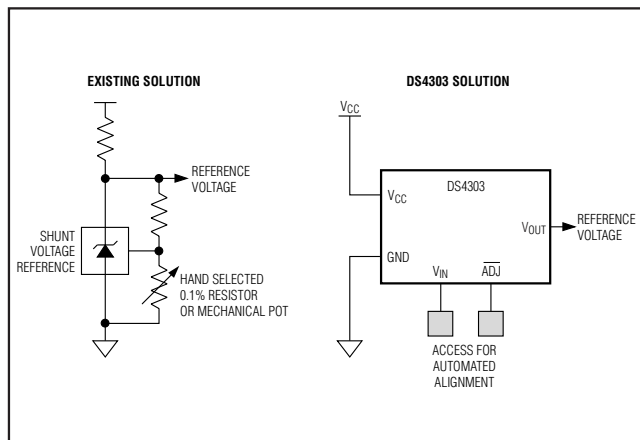 EXISTING SOLUTION
REFERENCE
VOLTAGE
SHUNT
VOLTAGE
REFERENCE
HAND SELECTED
0.1% RESISTOR
OR MECHANICAL POT
DS4303 SOLUTION
VCC
DS4303
VCC
VOUT
REFERENCE
VOLTAGE
GND
VIN
ADJ
ACCESS FOR
AUTOMATED
ALIGNMENT